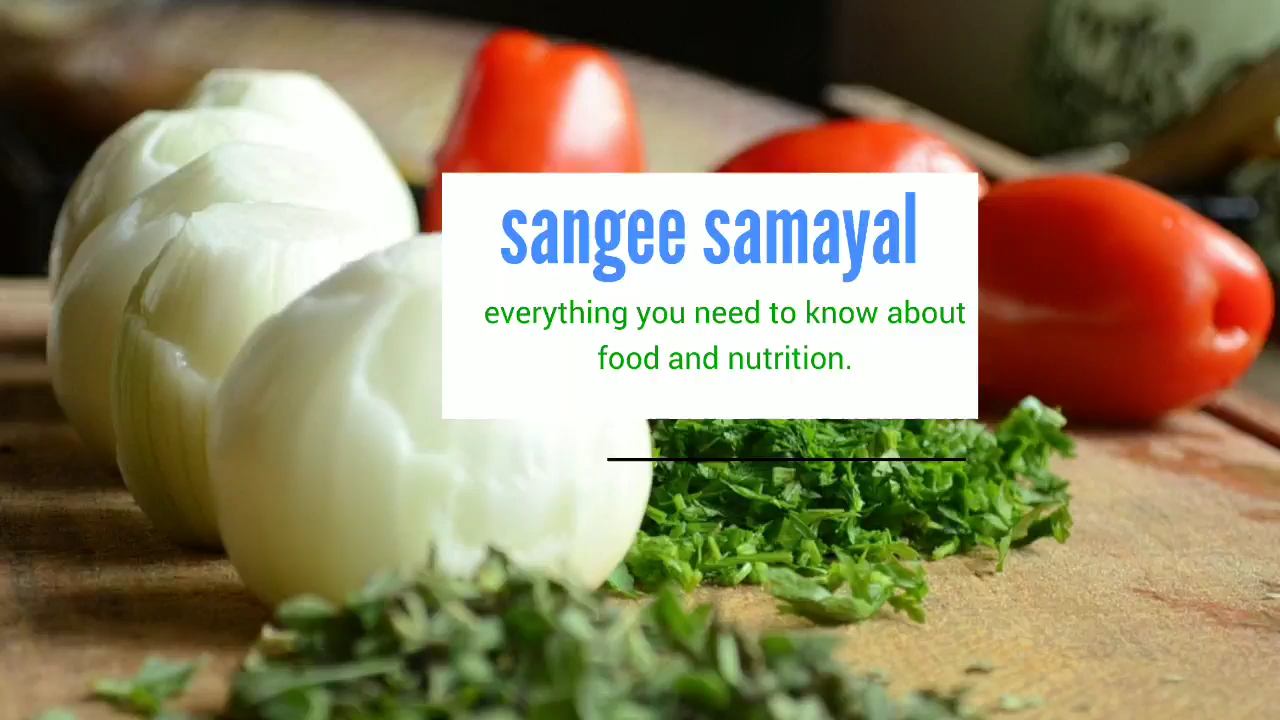 sangee samayal
everything you need to know about
food and nutrition.